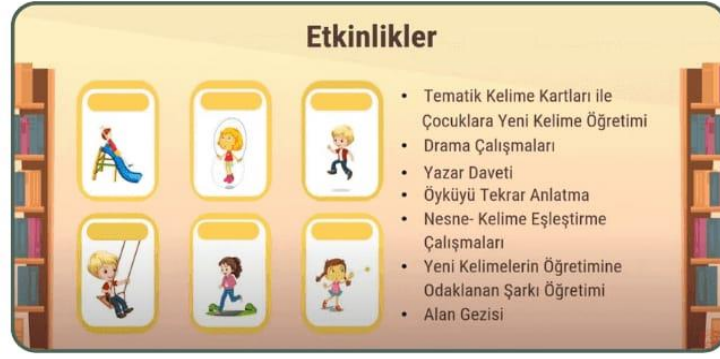 Etkinlikler
• Tematik Kelime Kartları ile
Çocuklara Yeni Kelime Öğretimi
• Drama Çalışmaları
• Yazar Daveti
• Öyküyü Tekrar Anlatma
• Nesne- Kelime Eşleştirme
Çalışmaları
• Yeni Kelimelerin Öğretimine
Odaklanan Şarkı Öğretimi
• Alan Gezisi